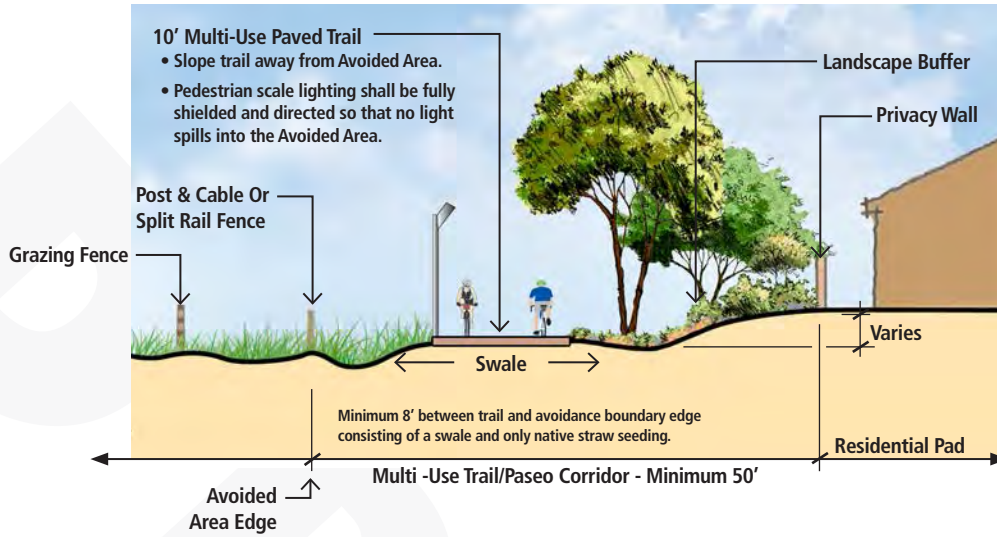 10’ Multi-Use Paved Trail
• Slope trail away from Avoided Area.
• Pedestrian scale lighting shall be fully
shielded and directed so that no light
spills into the Avoided Area.
Landscape Buffer
Privacy Wall
Post & Cable Or
Split Rail Fence
Grazing Fence
Varies
Swale
Minimum 8’ between trail and avoidance boundary edge
consisting of a swale and only native straw seeding.
Residential Pad
Multi -Use Trail/Paseo Corridor - Minimum 50’
Avoided
Area Edge